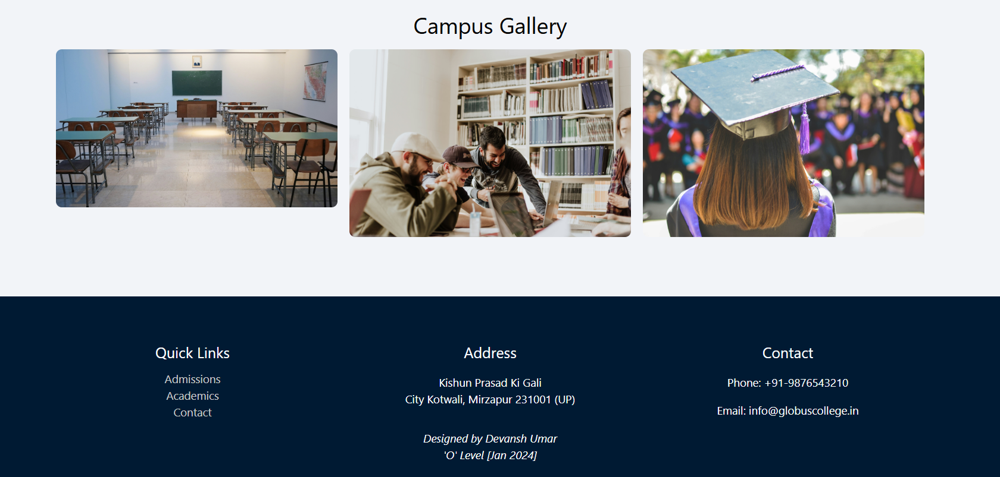 Campus Gallery
Quick Links
Admissions
Academics
Contact
Address
Kishun Prasad Ki Gali
City Kotwali, Mirzapur 231001 (UP)
Designed by Devansh Umar
'O' Level [Jan 2024]
Contact
Phone: +91-9876543210
Email: info@globuscollege.in